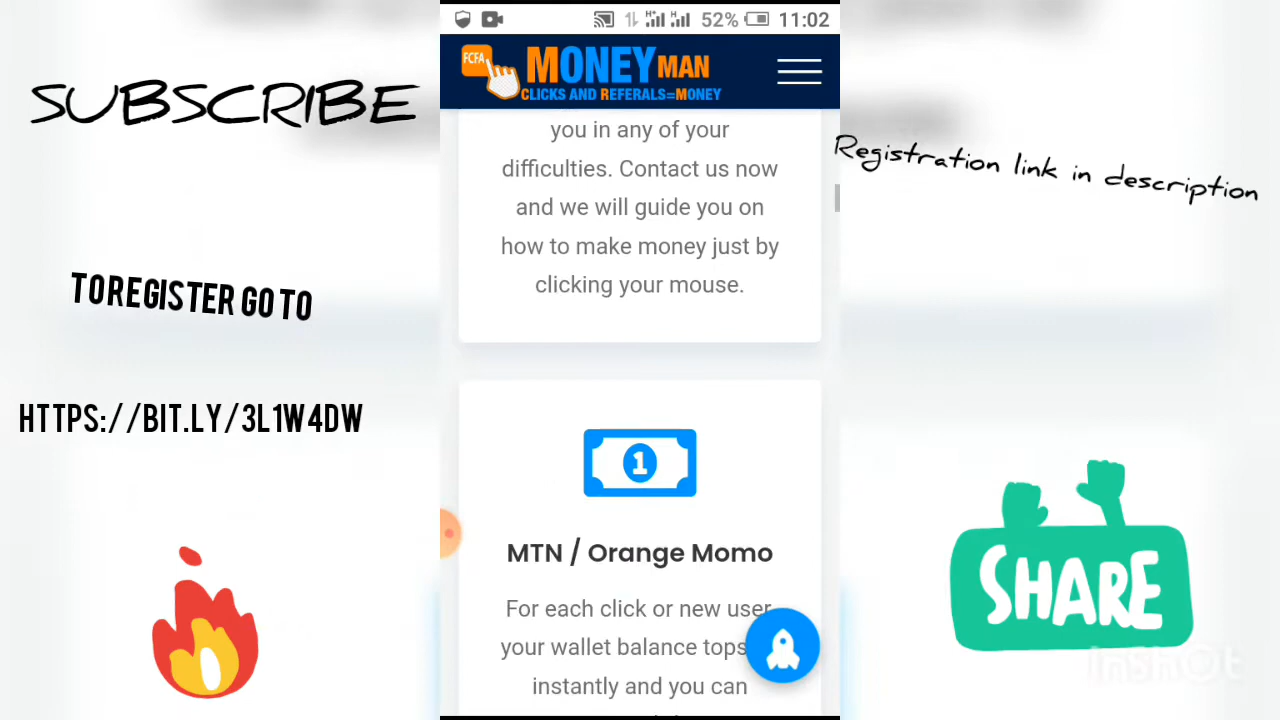 SUBSCRIBE
TO REGISTER GO TO
HTTPS://BIT.LY/3L1W4DW
52% 11:02
FCFA
MONEY MAN
CLICKS AND REFERALS=MONEY
you in any of your
difficulties. Contact us now
and we will guide you on
how to make money just by
clicking your mouse.
1
MTN / Orange Momo
For each click or new user
your wallet balance tops
instantly and you can
Registration link in description
SHARE
InShot